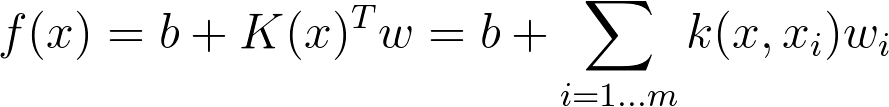 f(x) = b + K(x)^T w = b + \sum_{i=1...m} k(x, x_i) w_i